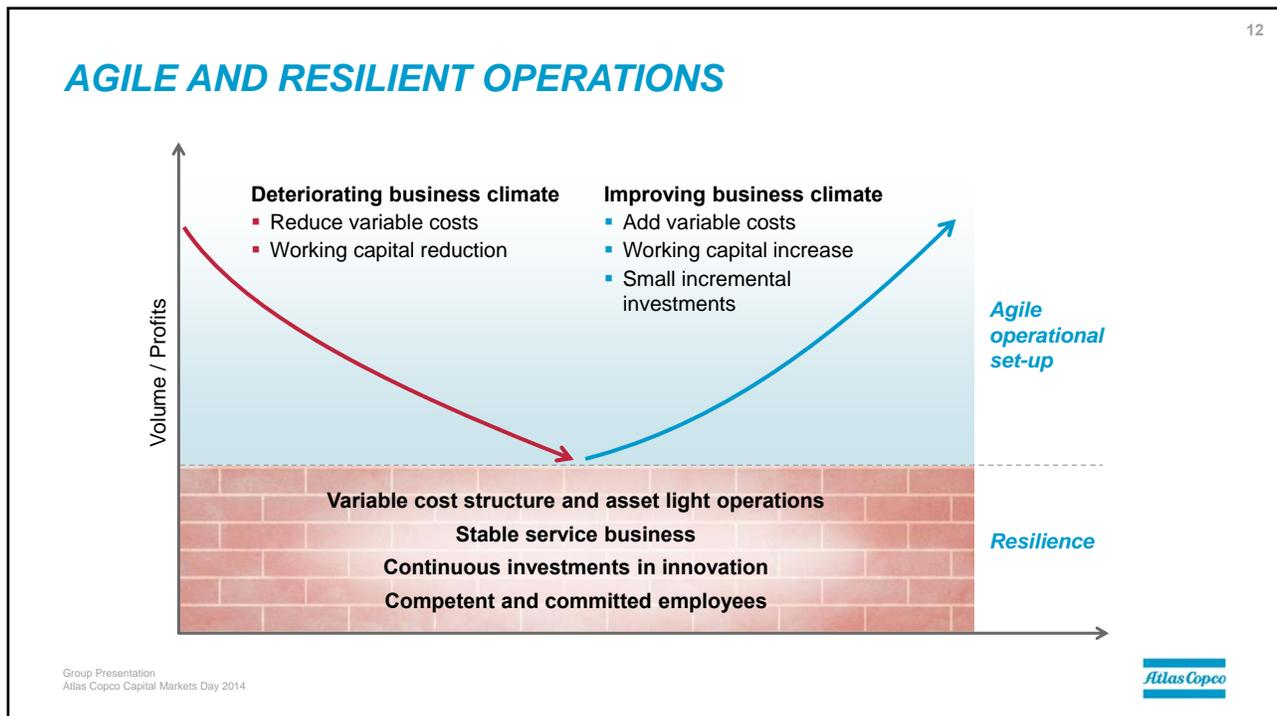 12
AGILE AND RESILIENT OPERATIONS
Volume / Profits
Deteriorating business climate
▪ Reduce variable costs
▪ Working capital reduction
Improving business climate
▪ Add variable costs
▪ Working capital increase
▪ Small incremental
investments
Agile
operational
set-up
Variable cost structure and asset light operations
Stable service business
Continuous investments in innovation
Competent and committed employees
Resilience
Group Presentation
Atlas Copco Capital Markets Day 2014
Atlas Copco